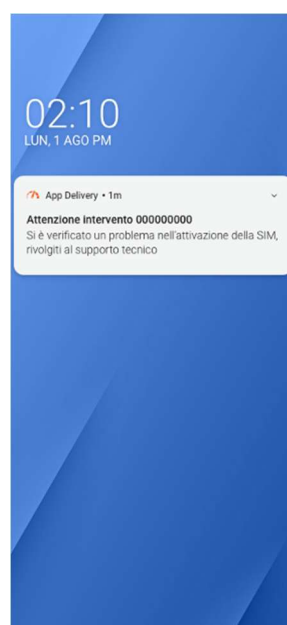 02:10
LUN, 1 AGO PM
App Delivery • 1m
Attenzione intervento 000000000
Si è verificato un problema nell'attivazione della SIM,
rivolgiti al supporto tecnico